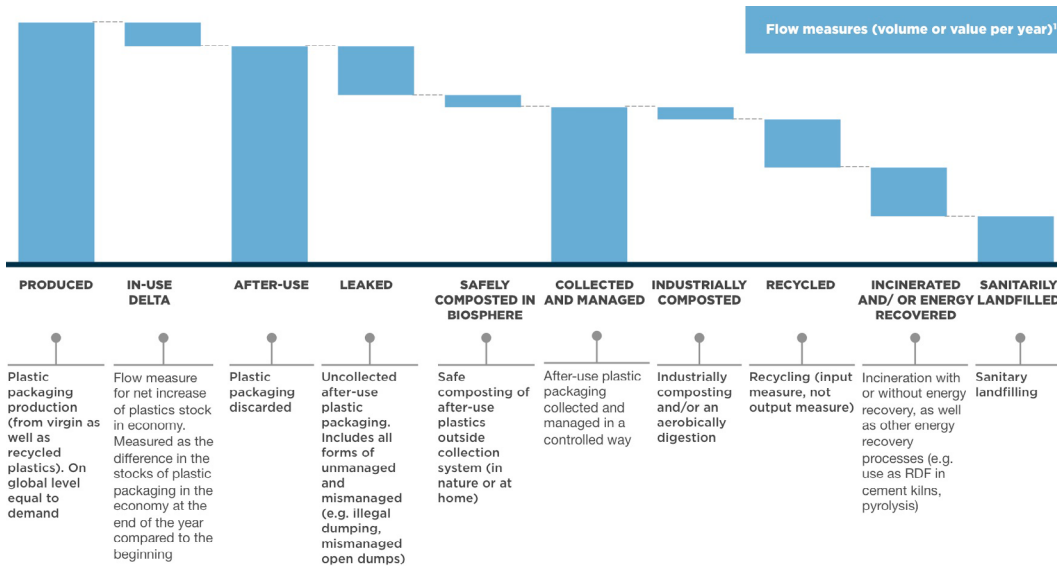 Flow measures (volume or value per year)¹
PRODUCED
IN-USE
DELTA
AFTER-USE
LEAKED
SAFELY
COMPOSTED IN
BIOSPHERE
COLLECTED
AND MANAGED
INDUSTRIALLY
COMPOSTED
RECYCLED
INCINERATED
AND/ OR ENERGY
RECOVERED
SANITARILY
LANDFILLED
Plastic
packaging
production
(from virgin as
well as
recycled
plastics). On
global level
equal to
demand
Flow measure
for net increase
of plastics stock
in economy.
Measured as the
difference in the
stocks of plastic
packaging in the
economy at the
end of the year
compared to the
beginning
Plastic
packaging
discarded
Uncollected
after-use
plastic
packaging.
Includes all
forms of
unmanaged
and
mismanaged
(e.g. illegal
dumping,
mismanaged
open dumps)
Safe
composting of
after-use
plastics
outside
collection
system (in
nature or at
home)
After-use plastic
packaging
collected and
managed in a
controlled way
Industrially
composting
and/or an
aerobically
digestion
Recycling (input
measure, not
output measure)
Incineration with
or without energy
recovery, as well
as other energy
recovery
processes (e.g.
use as RDF in
cement kilns,
pyrolysis)
Sanitary
landfilling